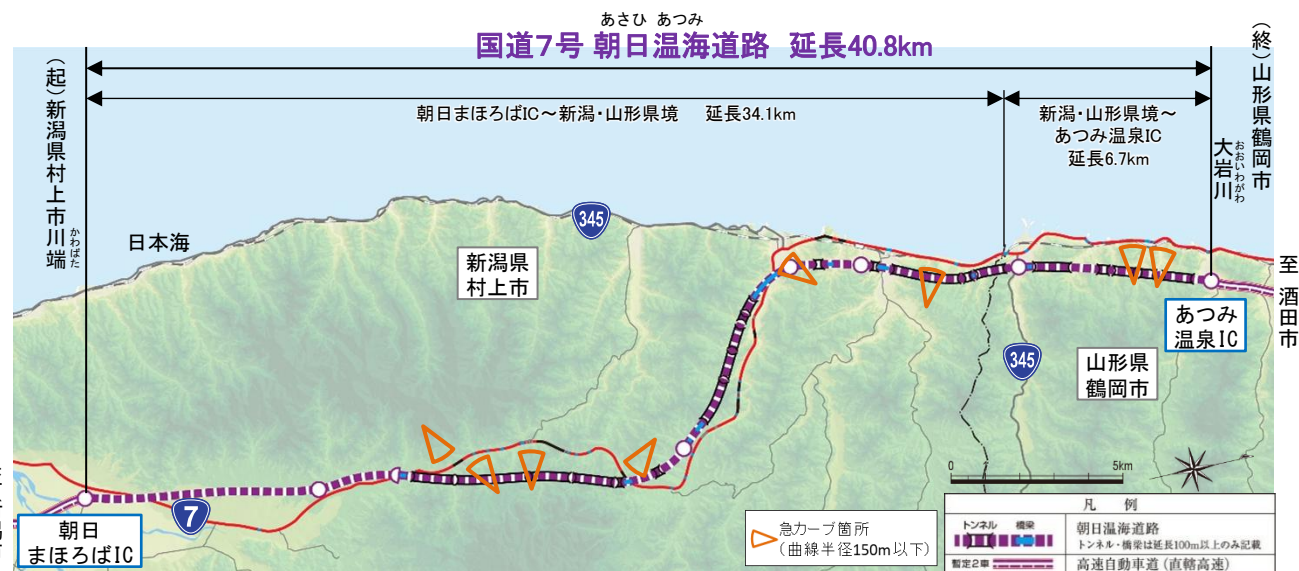 あさひ あつみ
国道７号 朝日温海道路 延長40.8km
（起）新潟県村上市川端
かわばた
朝日まほろばIC～新潟・山形県境 延長34.1km
新潟・山形県境～
あつみ温泉IC
延長6.7km
（終）山形県鶴岡市
大岩川
おおいわがわ
日本海
345
新潟県
村上市
至 酒田市
あつみ
温泉IC
345
山形県
鶴岡市
0 5km
7
朝日
まほろばIC
急カーブ箇所
（曲線半径150m以下）
凡 例
トンネル 橋梁
朝日温海道路
トンネル・橋梁は延長100m以上のみ記載
暫定2車
高速自動車道（直轄高速）